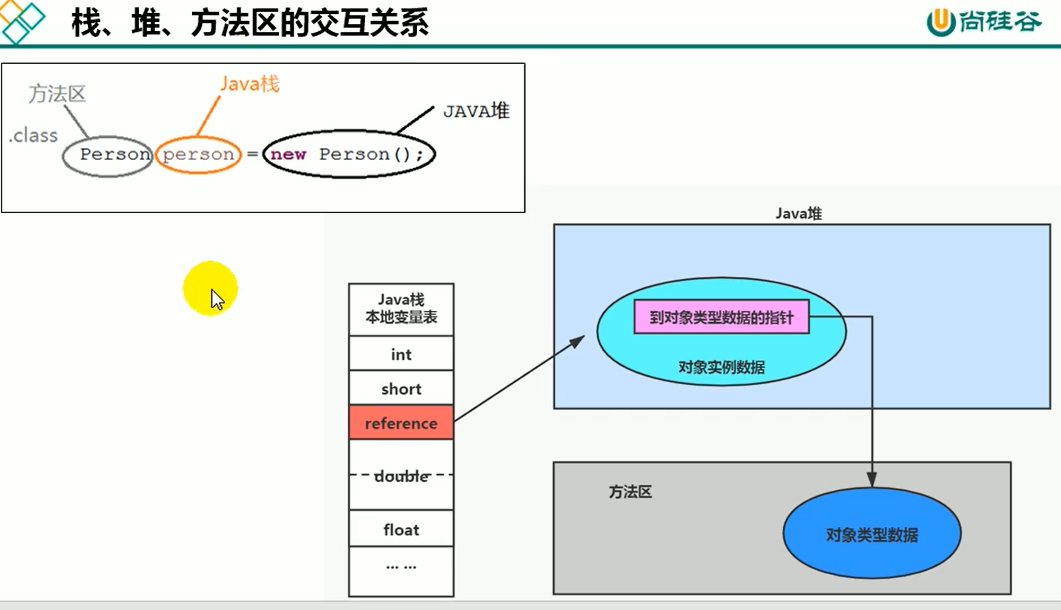 栈、堆、方法区的交互关系
尚硅谷
方法区
Java栈
JAVA堆
.class
Person person = new Person();
Java堆
Java栈
本地变量表
int
short
reference
double
float
... ...
到对象类型数据的指针
对象实例数据
方法区
对象类型数据